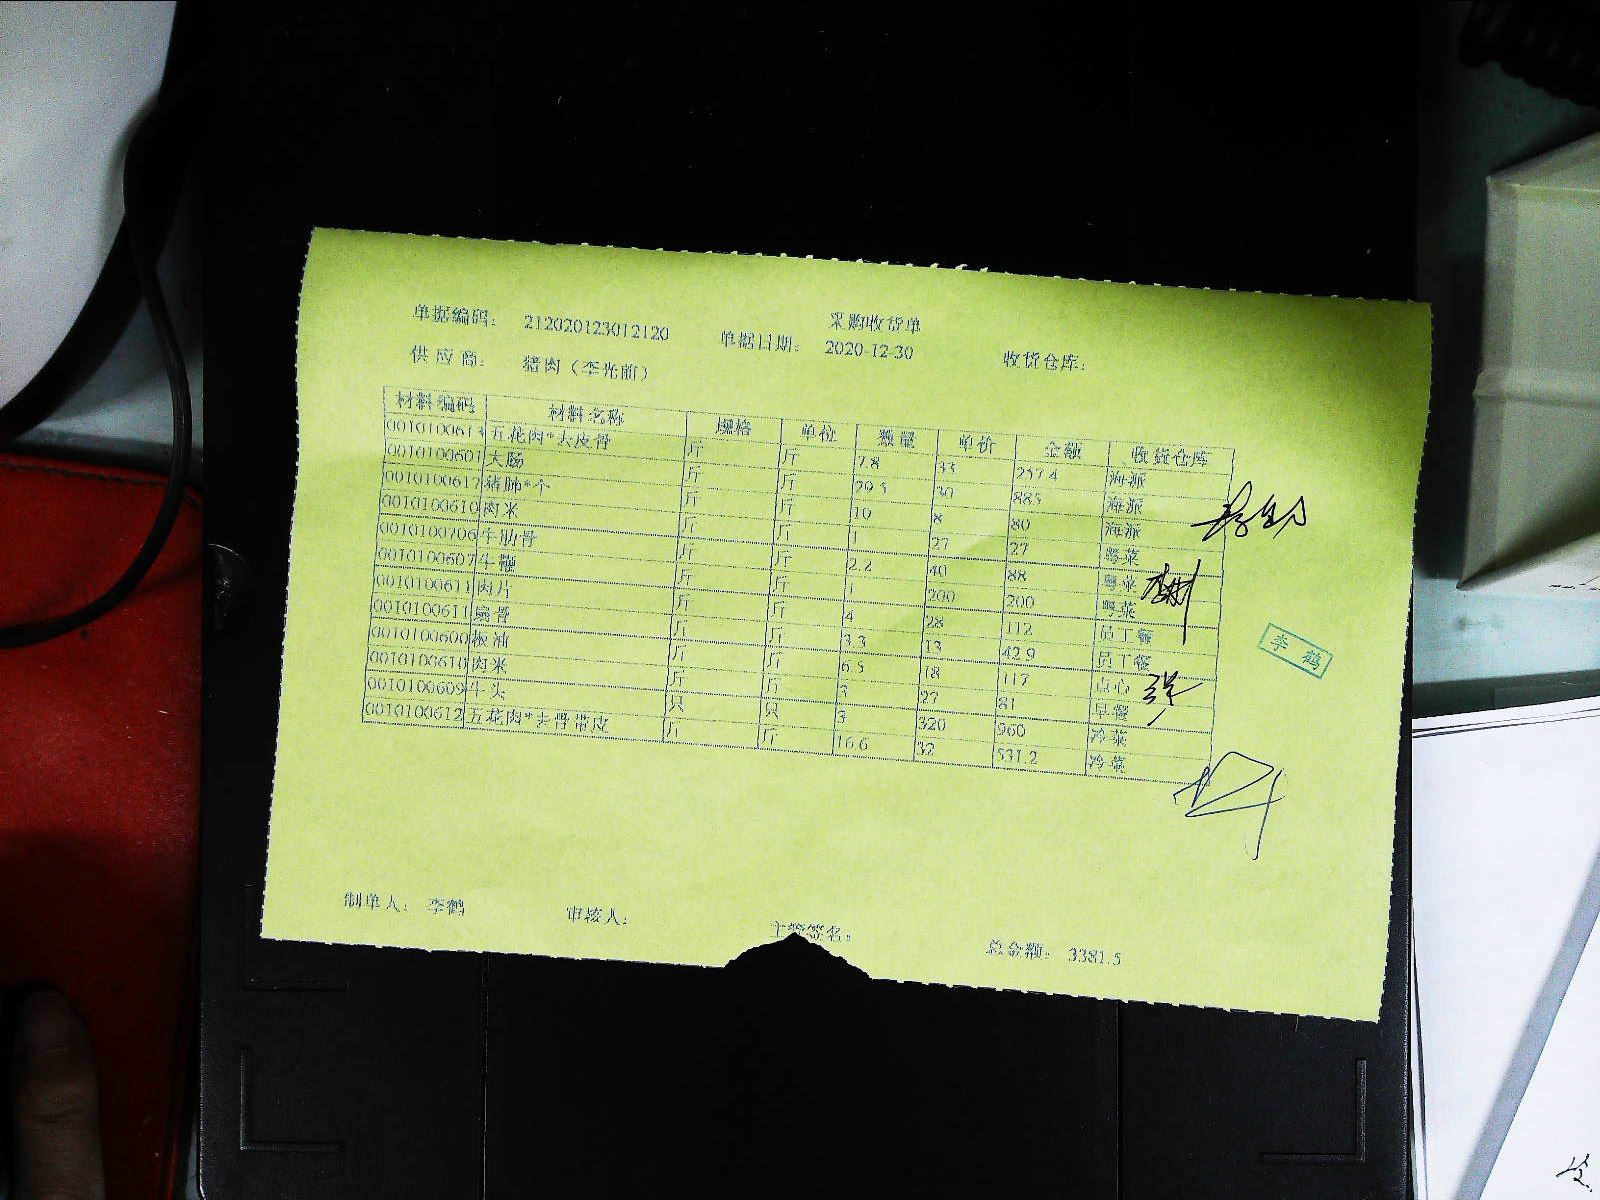 采购收货单
单据编码: 212020123012120 单据日期: 2020-12-30 收货仓库:
供应商: 猪肉（李光前）
材料编码 材料名称 规格 单位 数量 单价 金额 收货仓库
0010100613 五花肉*去皮骨 斤 斤 7.8 33 257.4 海派
0010100601 大肠 斤 斤 29.5 30 885 海派
0010100617 猪肺*个 斤 斤 10 8 80 海派
0010100610 肉米 斤 斤 1 27 27 粤菜
0010100706 牛肋骨 斤 斤 2.2 40 88 粤菜
0010100607 牛鞭 斤 斤 1 200 200 粤菜
0010100611 肉片 斤 斤 4 28 112 员工餐
0010100611 扇骨 斤 斤 3.3 13 42.9 员工餐
0010100600 板油 斤 斤 6.5 18 117 点心
0010100610 肉米 斤 斤 3 27 81 早餐
0010100609 牛头 只 只 3 320 960 冷菜
0010100612 五花肉*去骨带皮 斤 斤 16.6 32 531.2 冷菜
李鹤
制单人: 李鹤 审核人: 主管签名: 总金额: 3381.5